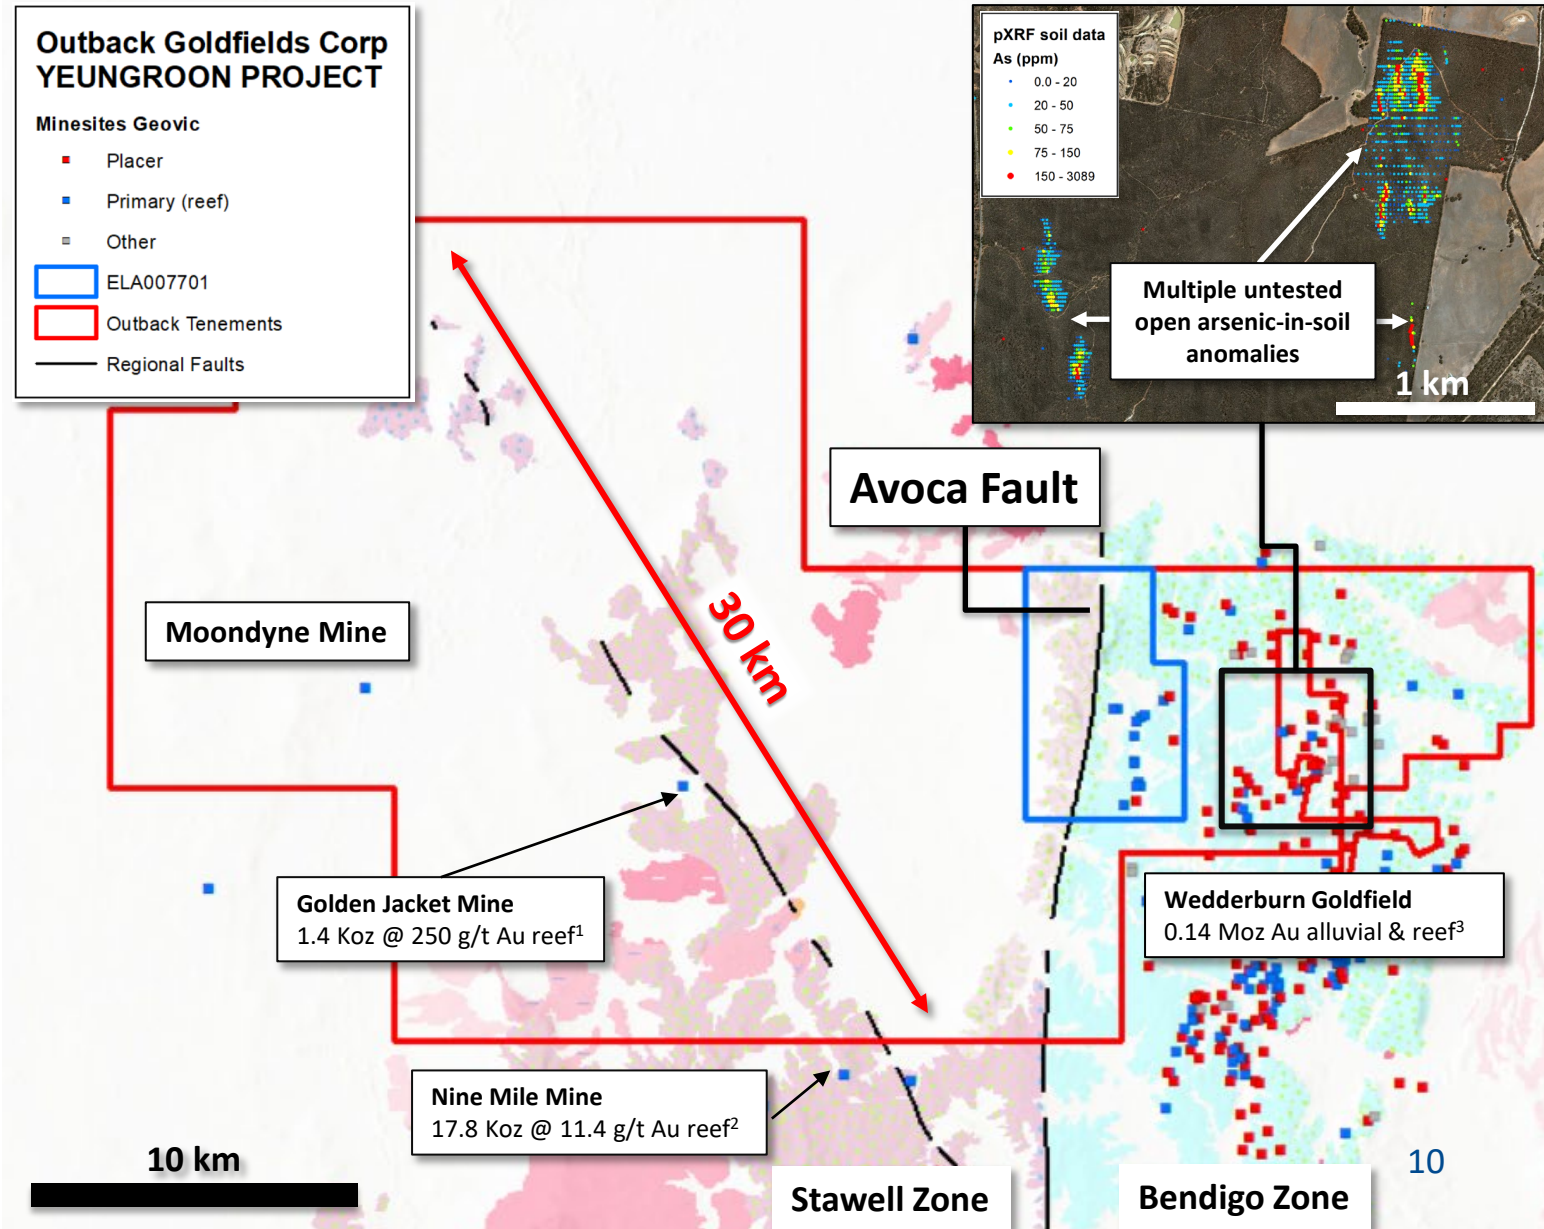 Outback Goldfields Corp
YEUNGROON PROJECT
Minesites Geovic
Placer
Primary (reef)
Other
ELA007701
Outback Tenements
Regional Faults
pXRF soil data
As (ppm)
0.0 - 20
20 - 50
50 - 75
75 - 150
150 - 3089
Multiple untested
open arsenic-in-soil
anomalies
1 km
Avoca Fault
30 km
Moondyne Mine
Golden Jacket Mine
1.4 Koz @ 250 g/t Au reef¹
Wedderburn Goldfield
0.14 Moz Au alluvial & reef³
Nine Mile Mine
17.8 Koz @ 11.4 g/t Au reef²
10 km
Stawell Zone
Bendigo Zone
10